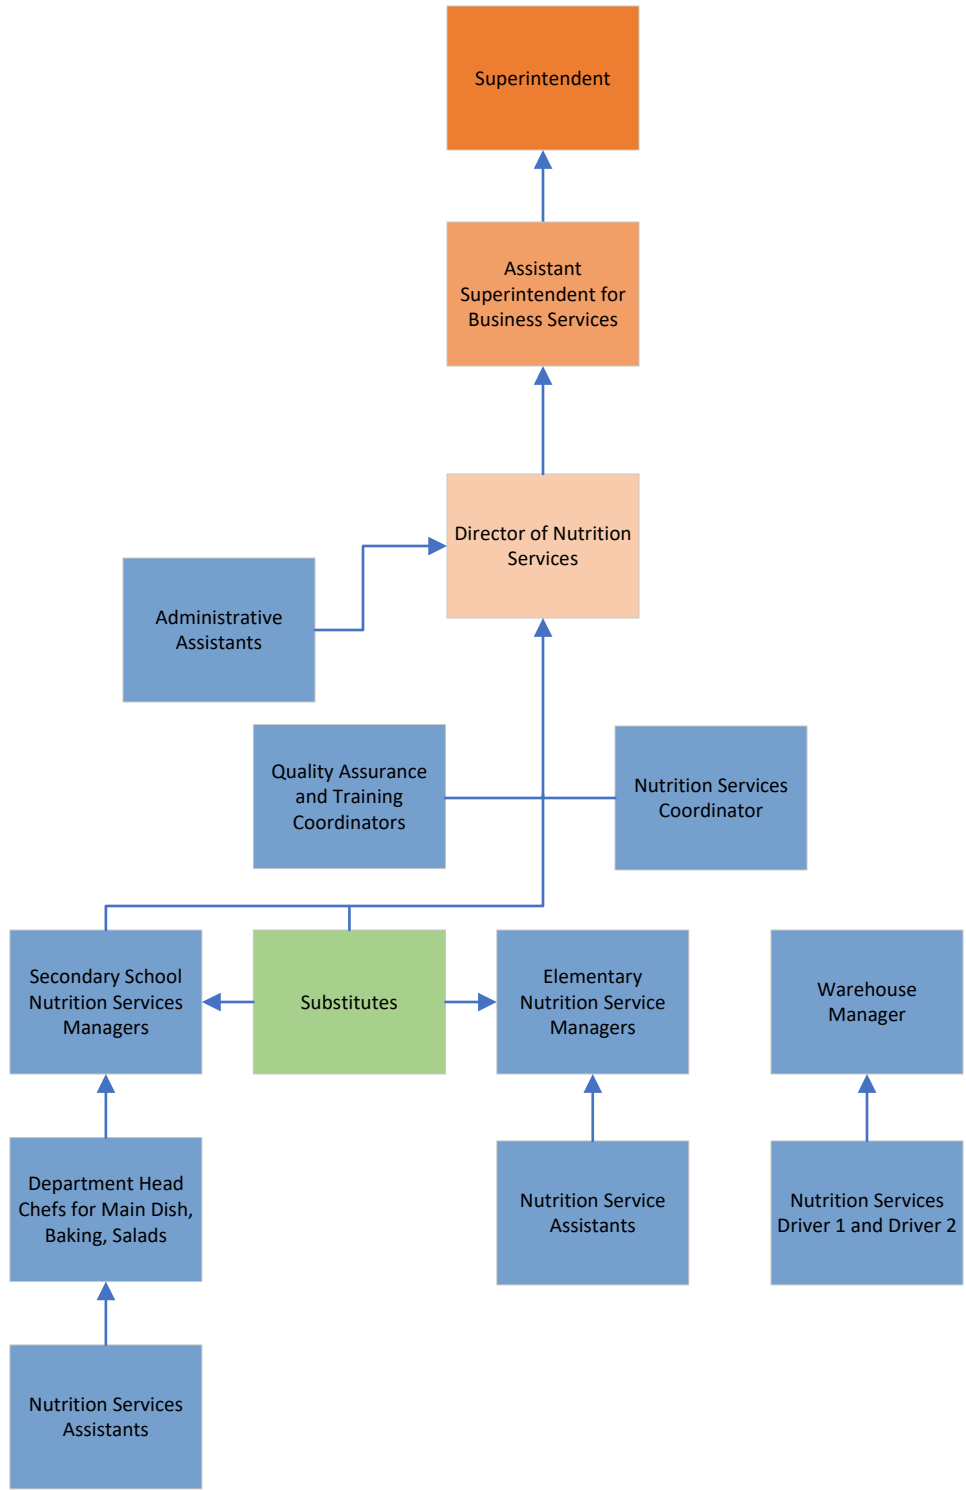 Superintendent
Assistant
Superintendent for
Business Services
Director of Nutrition
Services
Administrative
Assistants
Quality Assurance
and Training
Coordinators
Nutrition Services
Coordinator
Secondary School
Nutrition Services
Managers
Substitutes
Elementary
Nutrition Service
Managers
Warehouse
Manager
Department Head
Chefs for Main Dish,
Baking, Salads
Nutrition Service
Assistants
Nutrition Services
Driver 1 and Driver 2
Nutrition Services
Assistants